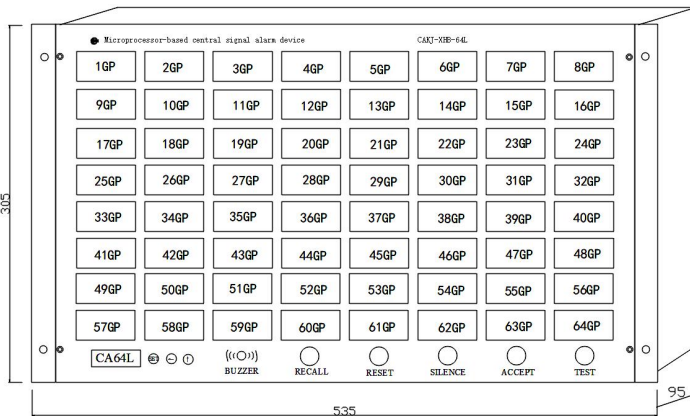 Microprocessor-based central signal alarm device CAKJ-XHB-64L
1GP 2GP 3GP 4GP 5GP 6GP 7GP 8GP
9GP 10GP 11GP 12GP 13GP 14GP 15GP 16GP
17GP 18GP 19GP 20GP 21GP 22GP 23GP 24GP
25GP 26GP 27GP 28GP 29GP 30GP 31GP 32GP
33GP 34GP 35GP 36GP 37GP 38GP 39GP 40GP
41GP 42GP 43GP 44GP 45GP 46GP 47GP 48GP
49GP 50GP 51GP 52GP 53GP 54GP 55GP 56GP
57GP 58GP 59GP 60GP 61GP 62GP 63GP 64GP
CA64L SET ← ↑ ((( )))
BUZZER RECALL RESET SILENCE ACCEPT TEST
305
535
95